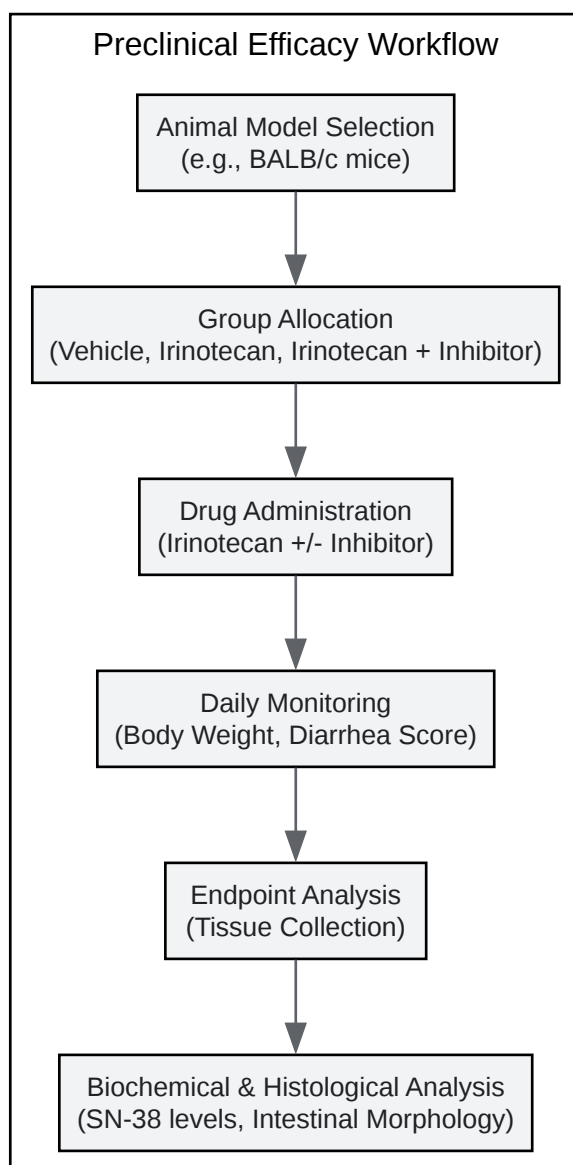 Preclinical Efficacy Workflow
Animal Model Selection
(e.g., BALB/c mice)
Group Allocation
(Vehicle, Irinotecan, Irinotecan + Inhibitor)
Drug Administration
(Irinotecan +/- Inhibitor)
Daily Monitoring
(Body Weight, Diarrhea Score)
Endpoint Analysis
(Tissue Collection)
Biochemical & Histological Analysis
(SN-38 levels, Intestinal Morphology)